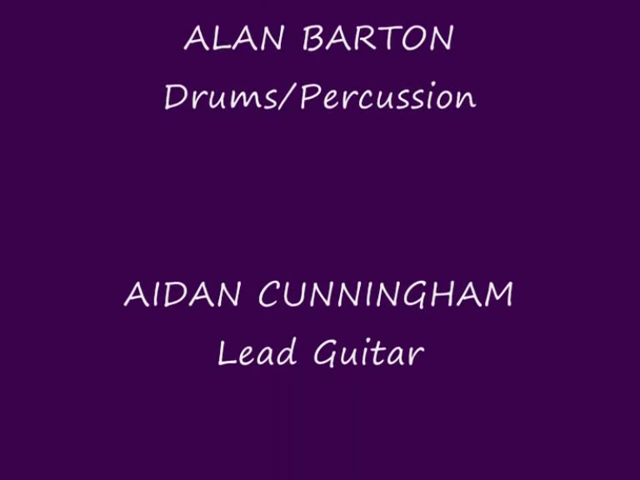 ALAN BARTON
Drums/Percussion
AIDAN CUNNINGHAM
Lead Guitar